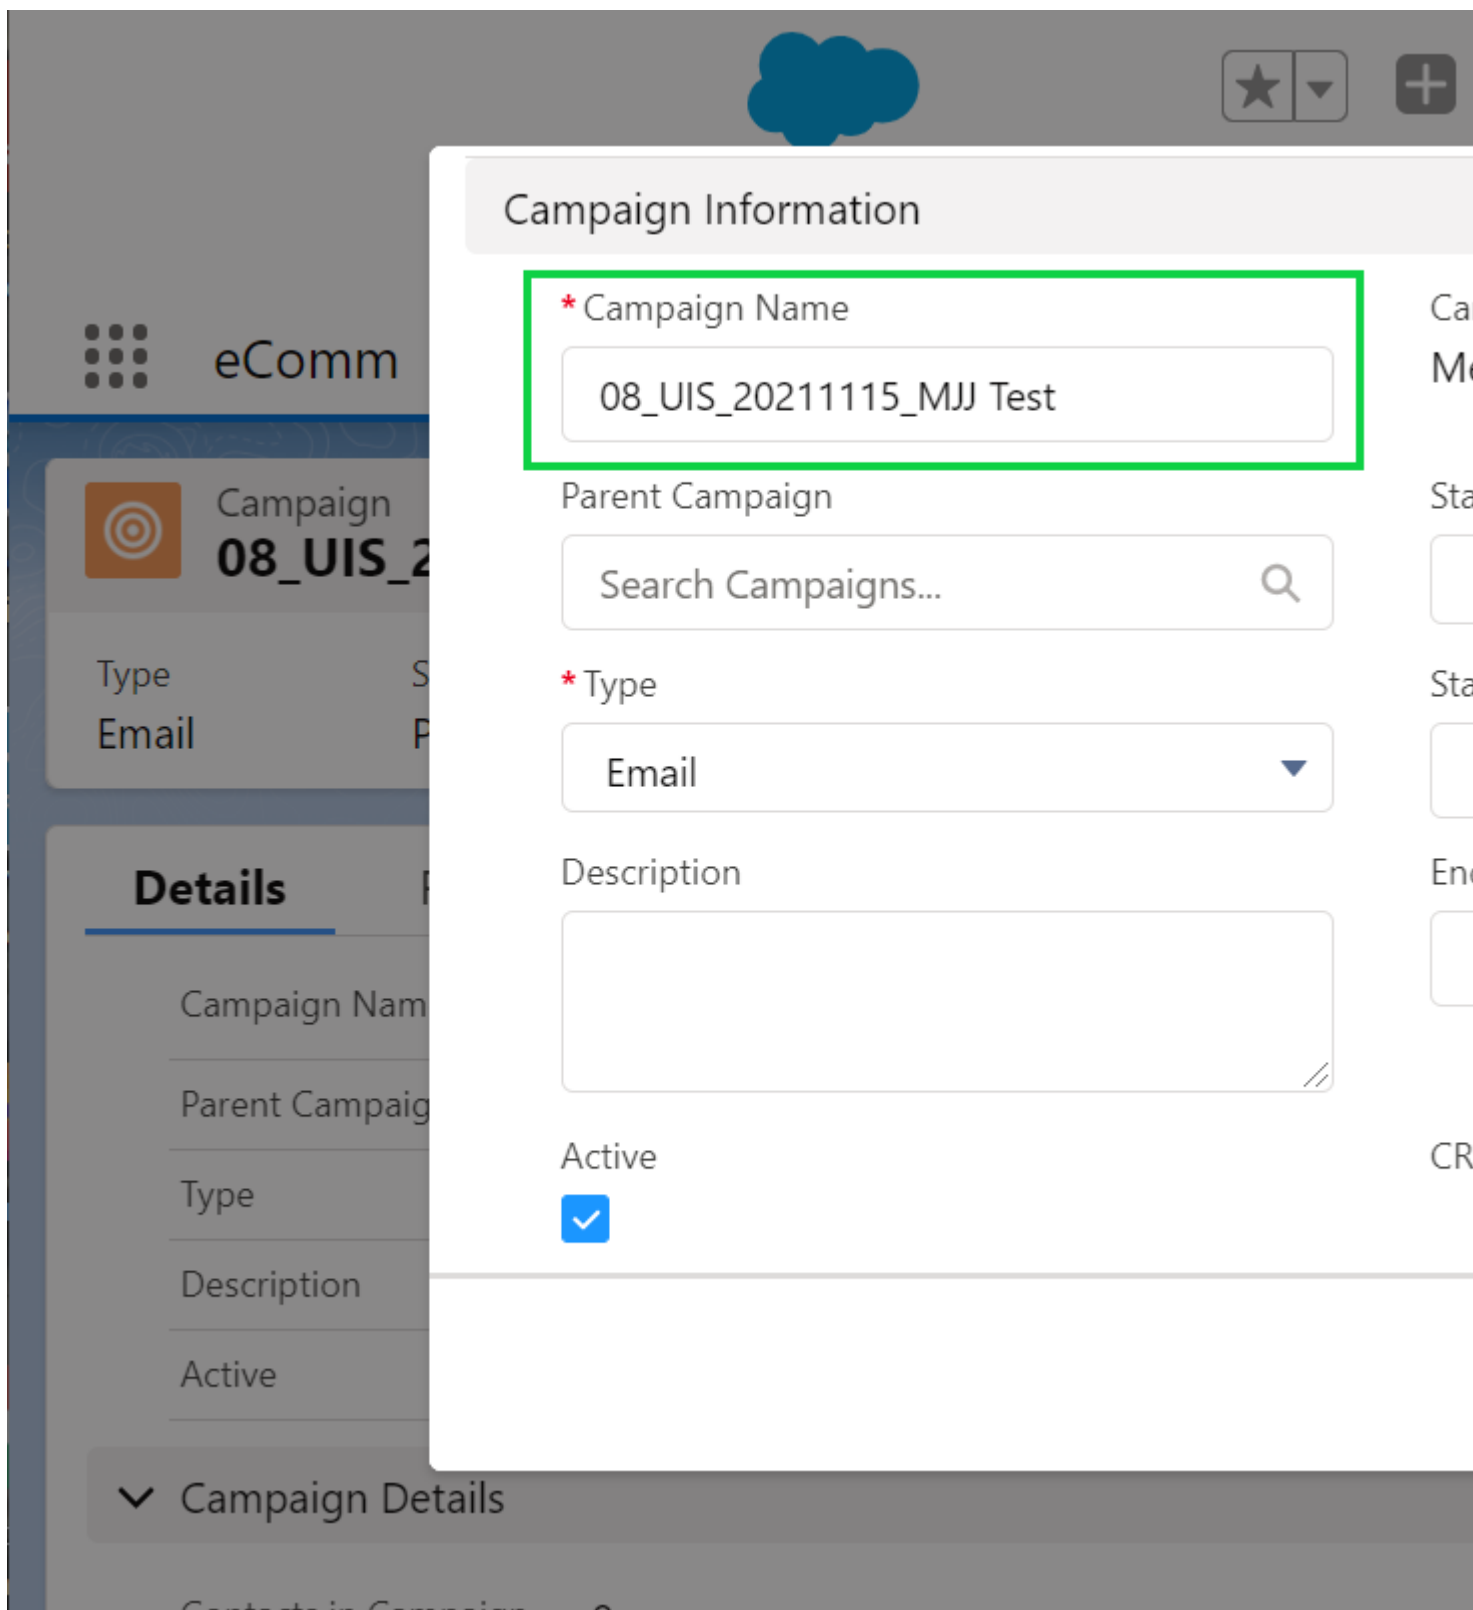 Campaign Information
* Campaign Name
08_UIS_20211115_MJJ Test
Parent Campaign
Search Campaigns...
* Type
Email
Description
Active
eComm
Campaign
08_UIS_2
Type
Email
Details
Campaign Nam
Parent Campaig
Type
Description
Active
Campaign Details